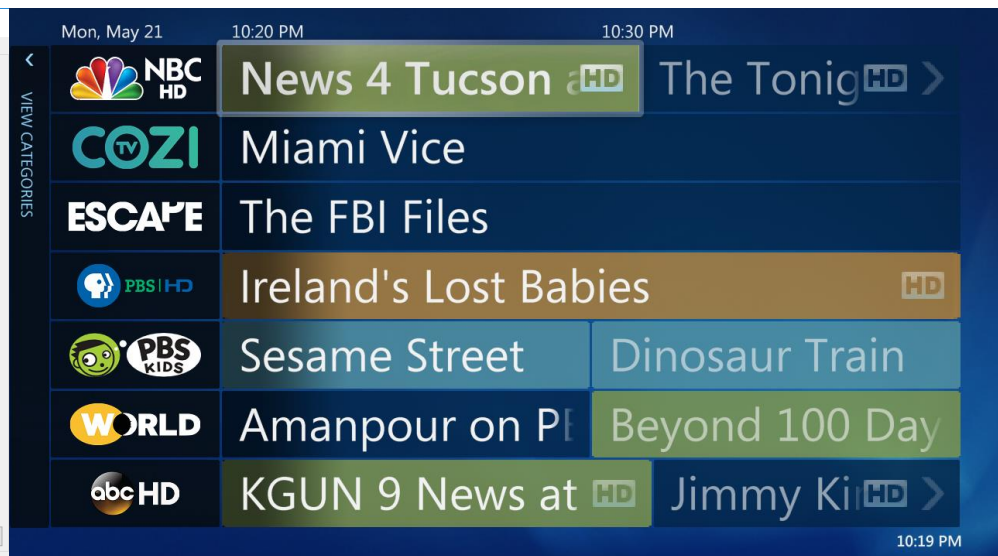 Mon, May 21 10:20 PM 10:30 PM
VIEW CATEGORIES
NBC HD News 4 Tucson HD The Tonig HD
COZI TV Miami Vice
ESCAPE The FBI Files
PBS HD Ireland's Lost Babies HD
PBS KIDS Sesame Street Dinosaur Train
WORLD Amanpour on Beyond 100 Day
abc HD KGUN 9 News at HD Jimmy HD
10:19 PM